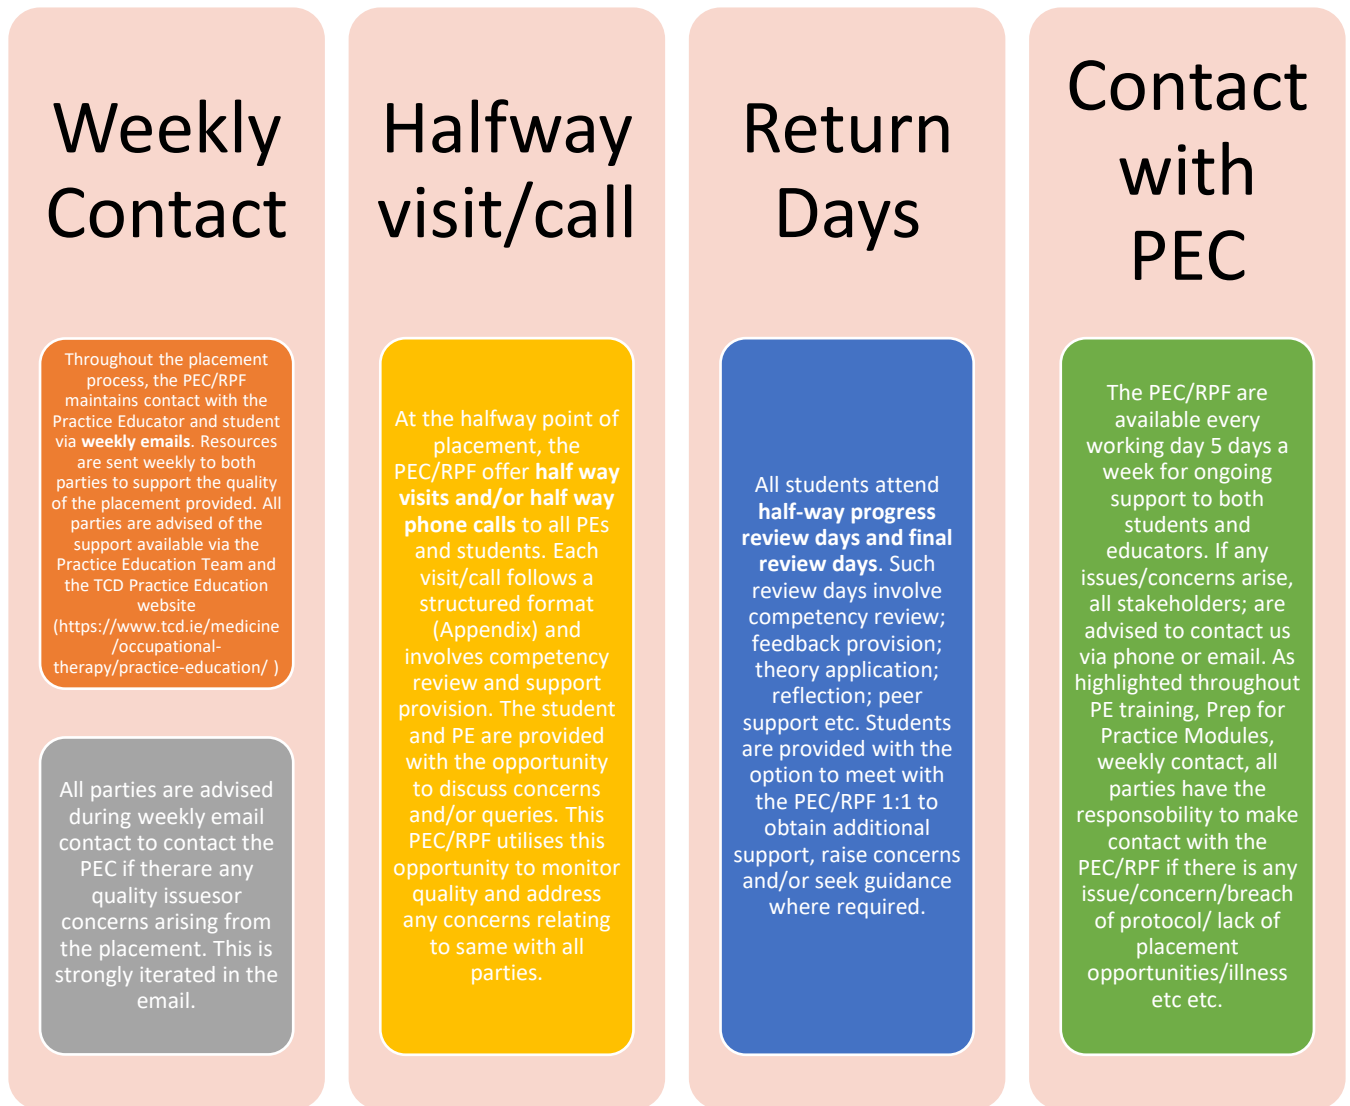 Weekly
Contact
Throughout the placement
process, the PEC/RPF
maintains contact with the
Practice Educator and student
via weekly emails. Resources
are sent weekly to both
parties to support the quality
of the placement provided. All
parties are advised of the
support available via the
Practice Education Team and
the TCD Practice Education
website
(https://www.tcd.ie/medicine
/occupational-
therapy/practice-education/ )
All parties are advised
during weekly email
contact to contact the
PEC if therare any
quality issuesor
concerns arising from
the placement. This is
strongly iterated in the
email.
Halfway
visit/call
At the halfway point of
placement, the
PEC/RPF offer half way
visits and/or half way
phone calls to all PEs
and students. Each
visit/call follows a
structured format
(Appendix) and
involves competency
review and support
provision. The student
and PE are provided
with the opportunity
to discuss concerns
and/or queries. This
PEC/RPF utilises this
opportunity to monitor
quality and address
any concerns relating
to same with all
parties.
Return
Days
All students attend
half-way progress
review days and final
review days. Such
review days involve
competency review;
feedback provision;
theory application;
reflection; peer
support etc. Students
are provided with the
option to meet with
the PEC/RPF 1:1 to
obtain additional
support, raise concerns
and/or seek guidance
where required.
Contact
with
PEC
The PEC/RPF are
available every
working day 5 days a
week for ongoing
support to both
students and
educators. If any
issues/concerns arise,
all stakeholders; are
advised to contact us
via phone or email. As
highlighted throughout
PE training, Prep for
Practice Modules,
weekly contact, all
parties have the
responsobility to make
contact with the
PEC/RPF if there is any
issue/concern/breach
of protocol/ lack of
placement
opportunities/illness
etc etc.